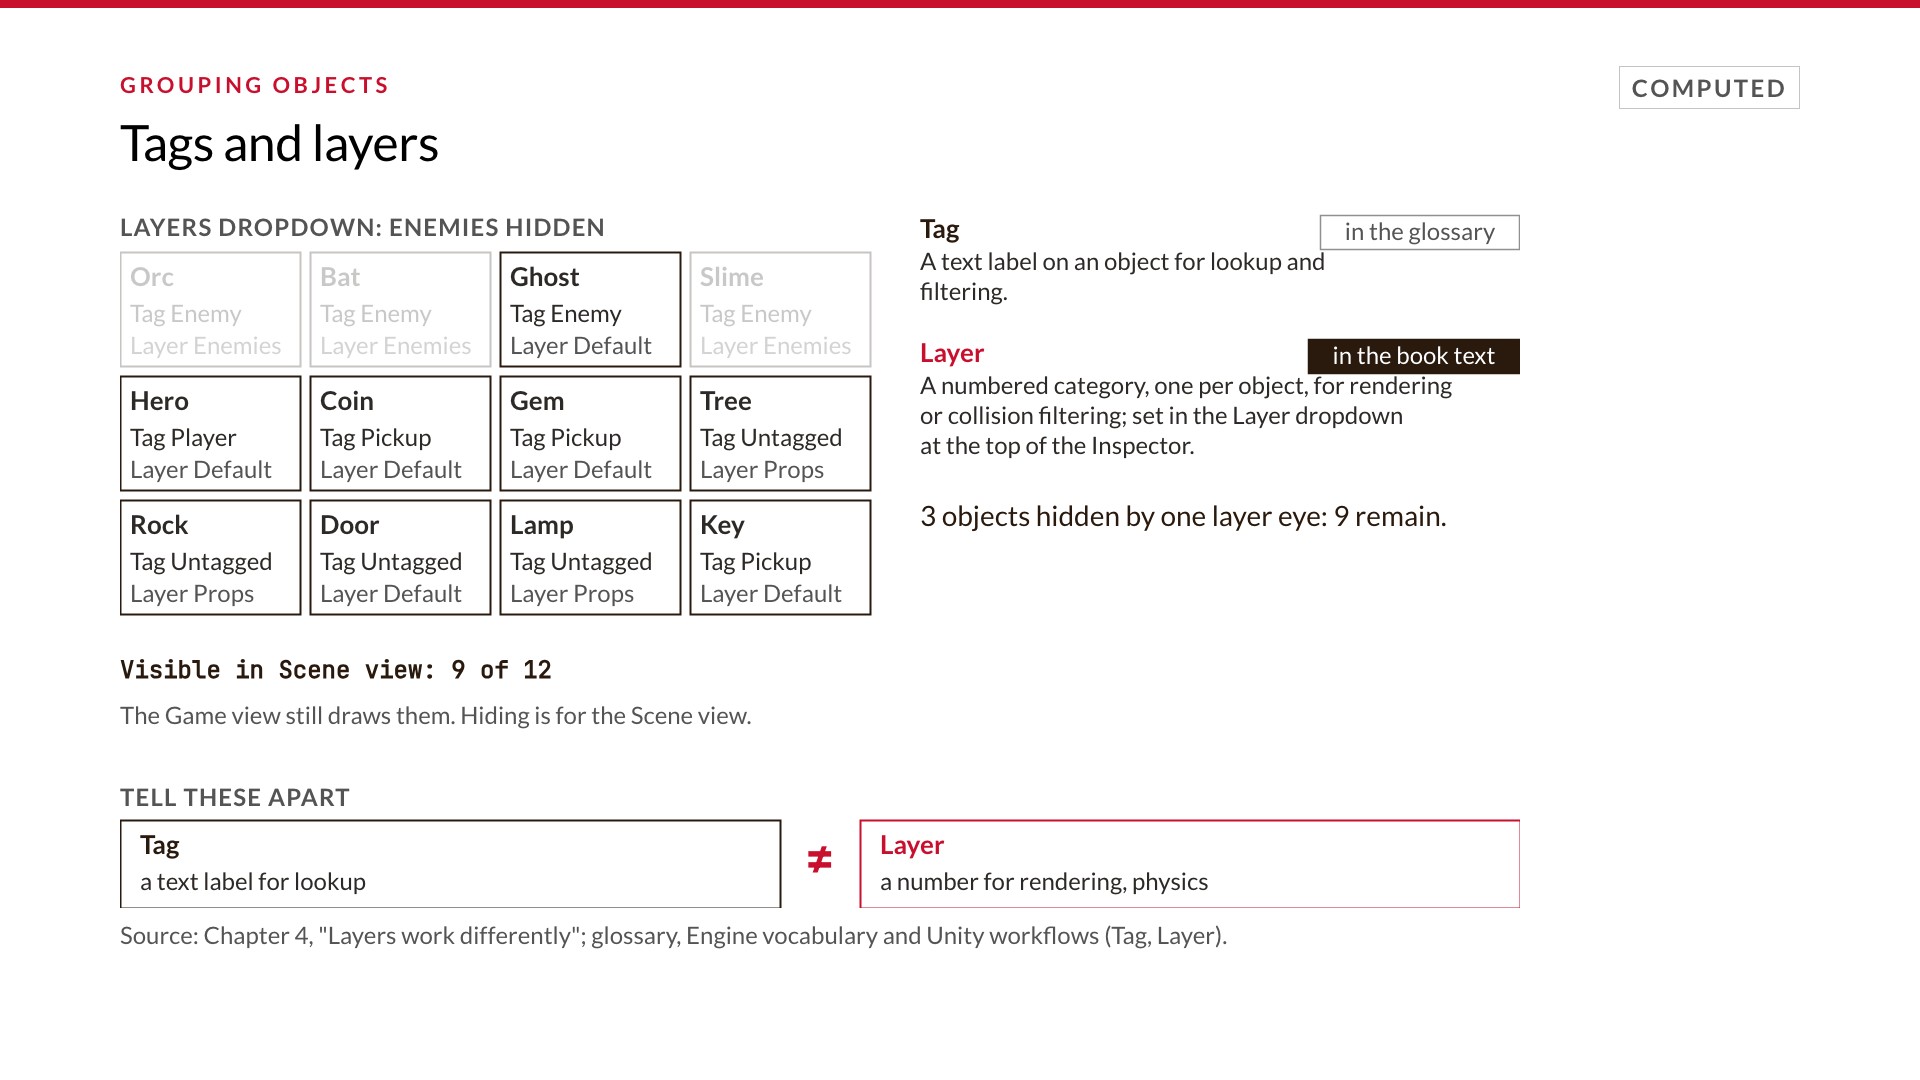 GROUPING OBJECTS
COMPUTED
Tags and layers
LAYERS DROPDOWN: ENEMIES HIDDEN
Orc
Tag Enemy
Layer Enemies
Bat
Tag Enemy
Layer Enemies
Ghost
Tag Enemy
Layer Default
Slime
Tag Enemy
Layer Enemies
Hero
Tag Player
Layer Default
Coin
Tag Pickup
Layer Default
Gem
Tag Pickup
Layer Default
Tree
Tag Untagged
Layer Props
Rock
Tag Untagged
Layer Props
Door
Tag Untagged
Layer Default
Lamp
Tag Untagged
Layer Props
Key
Tag Pickup
Layer Default
Visible in Scene view: 9 of 12
The Game view still draws them. Hiding is for the Scene view.
Tag
in the glossary
A text label on an object for lookup and
filtering.
Layer
in the book text
A numbered category, one per object, for rendering
or collision filtering; set in the Layer dropdown
at the top of the Inspector.
3 objects hidden by one layer eye: 9 remain.
TELL THESE APART
Tag
a text label for lookup
≠
Layer
a number for rendering, physics
Source: Chapter 4, "Layers work differently"; glossary, Engine vocabulary and Unity workflows (Tag, Layer).